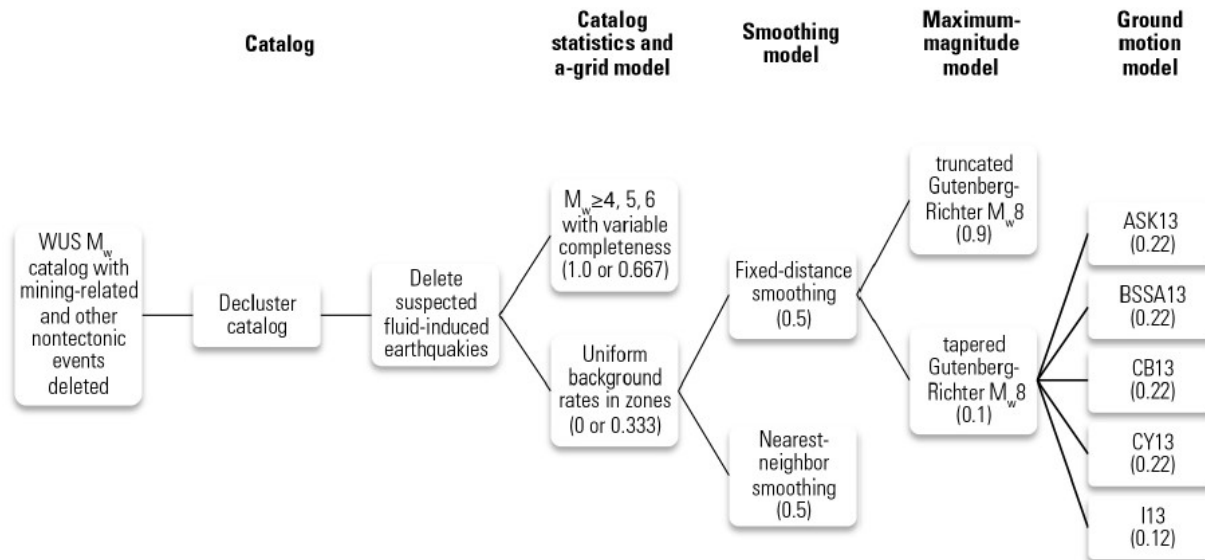 Catalog
Catalog
statistics and
a-grid model
Smoothing
model
Maximum-
magnitude
model
Ground
motion
model
WUS Mw
catalog with
mining-related
and other
nontectonic
events
deleted
Decluster
catalog
Delete
suspected
fluid-induced
earthquakies
Mw≥4, 5, 6
with variable
completeness
(1.0 or 0.667)
Uniform
background
rates in zones
(0 or 0.333)
Fixed-distance
smoothing
(0.5)
Nearest-
neighbor
smoothing
(0.5)
truncated
Gutenberg-
Richter Mw8
(0.9)
tapered
Gutenberg-
Richter Mw8
(0.1)
ASK13
(0.22)
BSSA13
(0.22)
CB13
(0.22)
CY13
(0.22)
I13
(0.12)